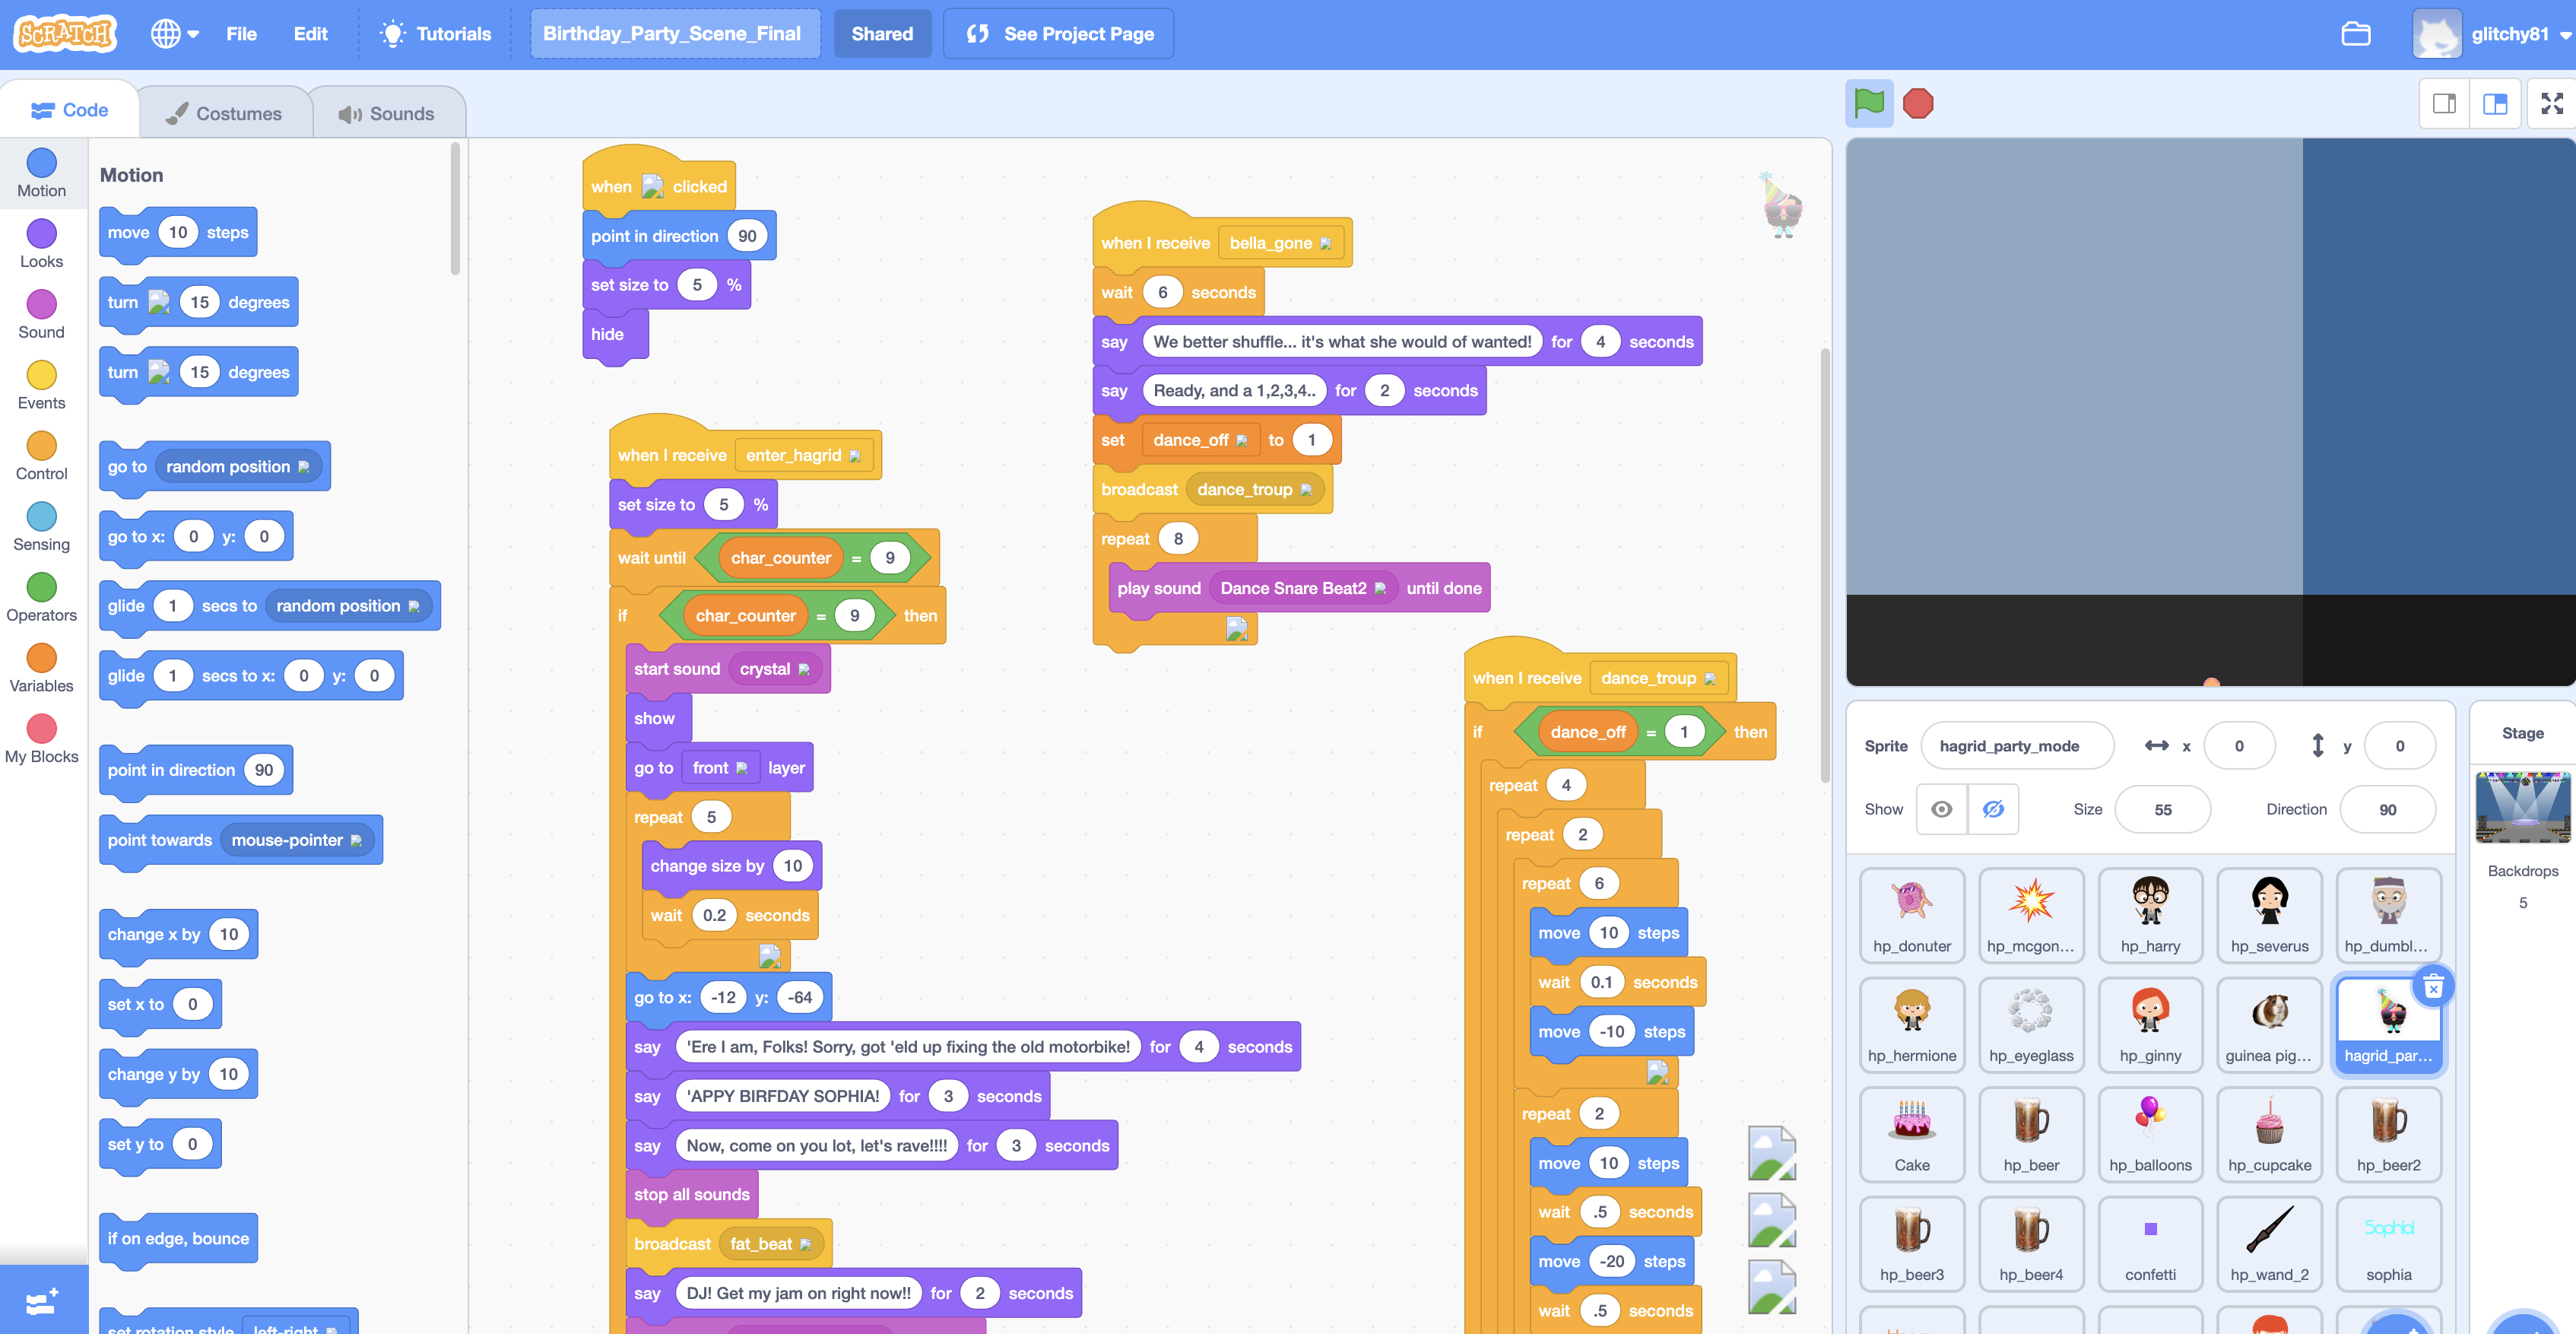 SCRATCH File Edit Tutorials Birthday_Party_Scene_Final Shared See Project Page glitchy81
Code Costumes Sounds
Motion
Looks
Sound
Events
Control
Sensing
Operators
Variables
My Blocks
Motion
move 10 steps
turn 15 degrees
turn 15 degrees
go to random position
go to x: 0 y: 0
glide 1 secs to random position
glide 1 secs to x: 0 y: 0
point in direction 90
point towards mouse-pointer
change x by 10
set x to 0
change y by 10
set y to 0
if on edge, bounce
set rotation style left-right
when clicked
point in direction 90
set size to 5 %
hide
when I receive enter_hagrid
set size to 5 %
wait until char_counter = 9
if char_counter = 9 then
start sound crystal
show
go to front layer
repeat 5
change size by 10
wait 0.2 seconds
go to x: -12 y: -64
say 'Ere I am, Folks! Sorry, got 'eld up fixing the old motorbike! for 4 seconds
say 'APPY BIRFDAY SOPHIA! for 3 seconds
say Now, come on you lot, let's rave!!!! for 3 seconds
stop all sounds
broadcast fat_beat
say DJ! Get my jam on right now!! for 2 seconds
when I receive bella_gone
wait 6 seconds
say We better shuffle... it's what she would of wanted! for 4 seconds
say Ready, and a 1,2,3,4.. for 2 seconds
set dance_off to 1
broadcast dance_troup
repeat 8
play sound Dance Snare Beat2 until done
when I receive dance_troup
if dance_off = 1 then
repeat 4
repeat 2
repeat 6
move 10 steps
wait 0.1 seconds
move -10 steps
repeat 2
move 10 steps
wait .5 seconds
move -20 steps
wait .5 seconds
Sprite hagrid_party_mode x 0 y 0
Show Size 55 Direction 90
hp_donuter hp_mcgon... hp_harry hp_severus hp_dumbl...
hp_hermione hp_eyeglass hp_ginny guinea pig... hagrid_par...
Cake hp_beer hp_balloons hp_cupcake hp_beer2
Sophia
hp_beer3 hp_beer4 confetti hp_wand_2 sophia
Stage
Backdrops
5